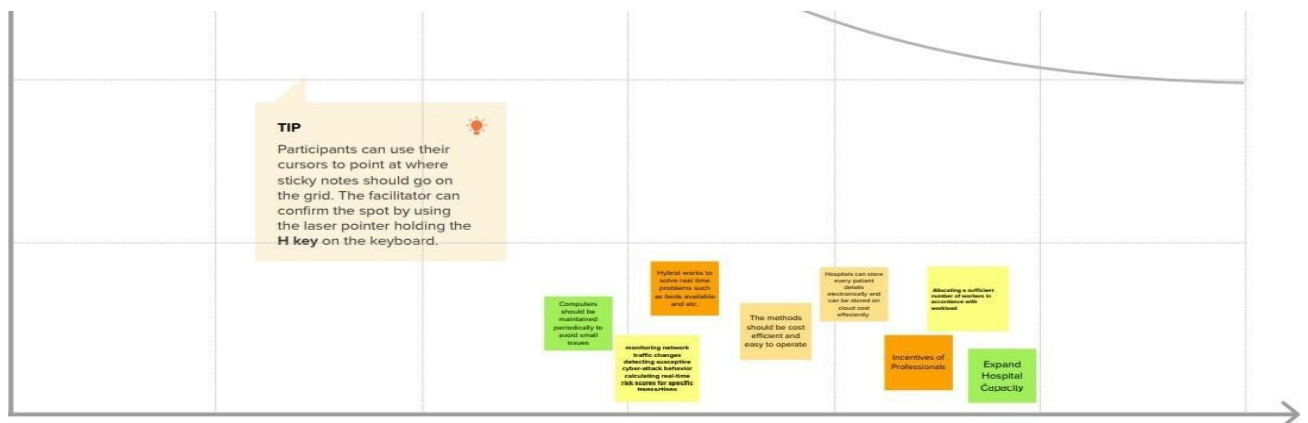 TIP
Participants can use their
cursors to point at where
sticky notes should go on
the grid. The facilitator can
confirm the spot by using
the laser pointer holding the
H key on the keyboard.
Computers
should be
maintained
periodically to
avoid small
issues
Hybrid works to
solve real time
problems such
as beds available
and etc.
monitoring network
traffic changes
detecting susceptive
cyber-attack behavior
calculating real-time
risk scores for specific
transactions
The methods
should be cost
efficient and
easy to operate
Hospitals can store
every patient
details
electronically and
can be stored on
cloud cost
effeciently
Allocating a sufficient
number of workers in
accordance with
workload
Incentives of
Professionals
Expand
Hospital
Capacity